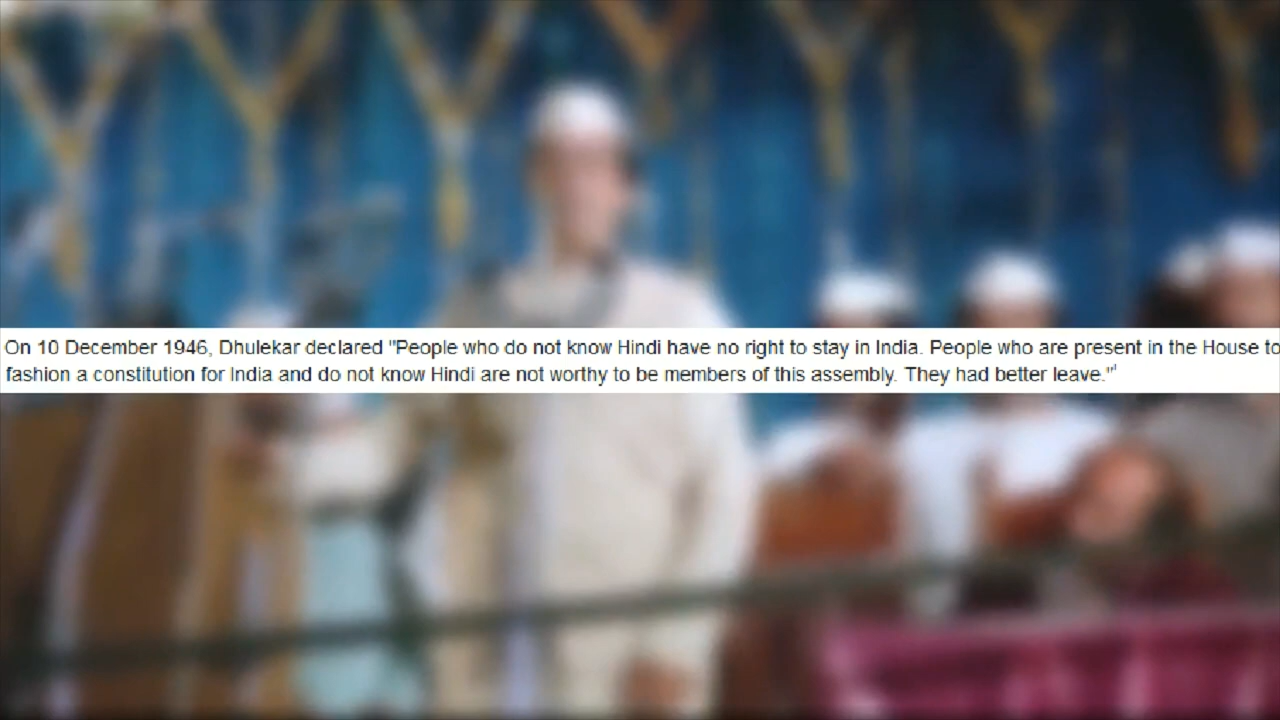 On 10 December 1946, Dhulekar declared "People who do not know Hindi have no right to stay in India. People who are present in the House to
fashion a constitution for India and do not know Hindi are not worthy to be members of this assembly. They had better leave."